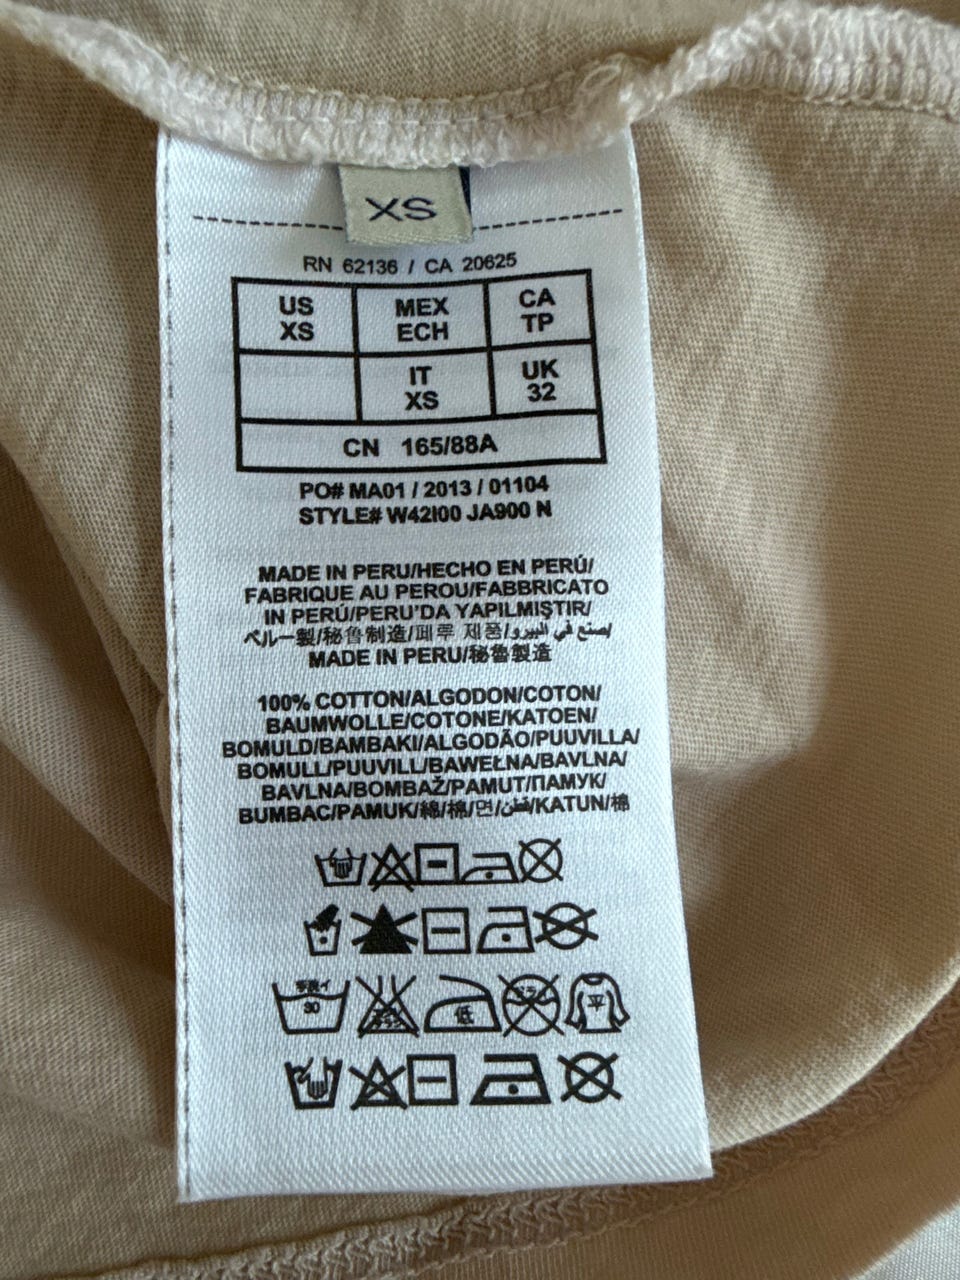 XS
RN 62136 / CA 20625
US MEX CA
XS ECH TP
IT UK
XS 32
CN 165/88A
PO# MA01 / 2013 / 01104
STYLE# W42I00 JA900 N
MADE IN PERU/HECHO EN PERÚ/
FABRIQUE AU PEROU/FABBRICATO
IN PERÚ/PERU'DA YAPILMIŞTIR/
ペルー製/秘鲁制造/페루 제품/صنع في البيرو/
MADE IN PERU/秘魯製造
100% COTTON/ALGODON/COTON/
BAUMWOLLE/COTONE/KATOEN/
BOMULD/BAMBAKI/ALGODÃO/PUUVILLA/
BOMULL/PUUVILL/BAWEŁNA/BAVLNA/
BAVLNA/BOMBAŽ/PAMUT/ПАМУК/
BUMBAC/PAMUK/綿/棉/면/قطن/KATUN/棉
30
低
平